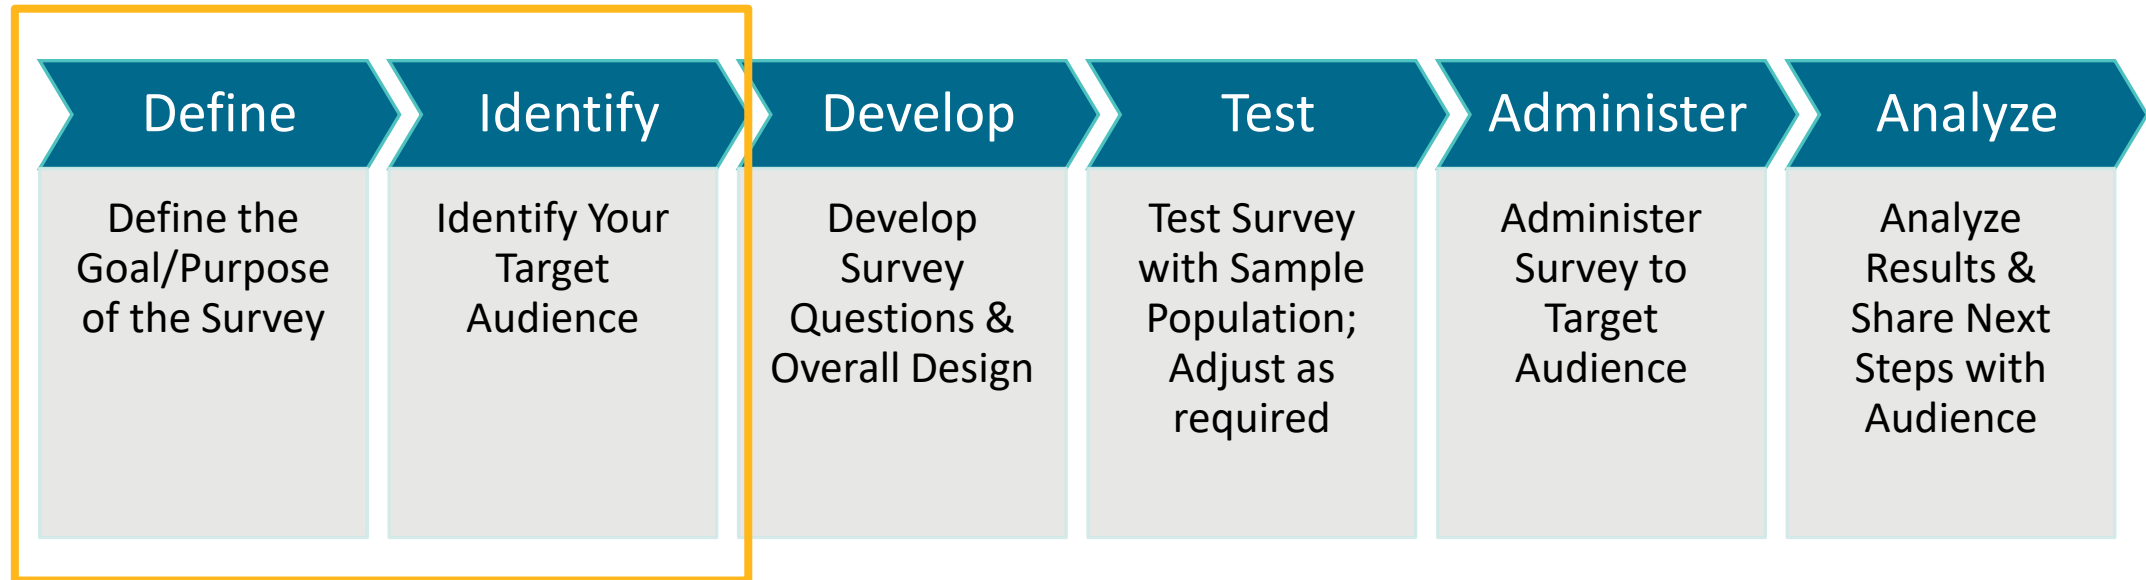 Define
Identify
Develop
Test
Administer
Analyze
Define the
Goal/Purpose
of the Survey
Identify Your
Target
Audience
Develop
Survey
Questions &
Overall Design
Test Survey
with Sample
Population;
Adjust as
required
Administer
Survey to
Target
Audience
Analyze
Results &
Share Next
Steps with
Audience